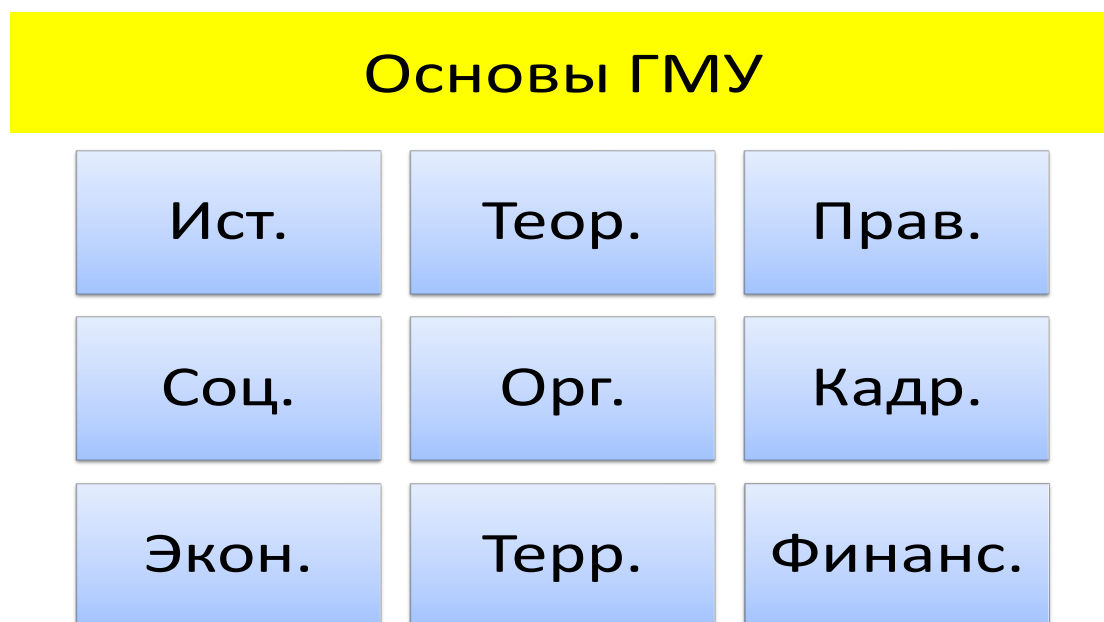 Основы ГМУ
Ист.
Теор.
Прав.
Соц.
Орг.
Кадр.
Экон.
Терр.
Финанс.